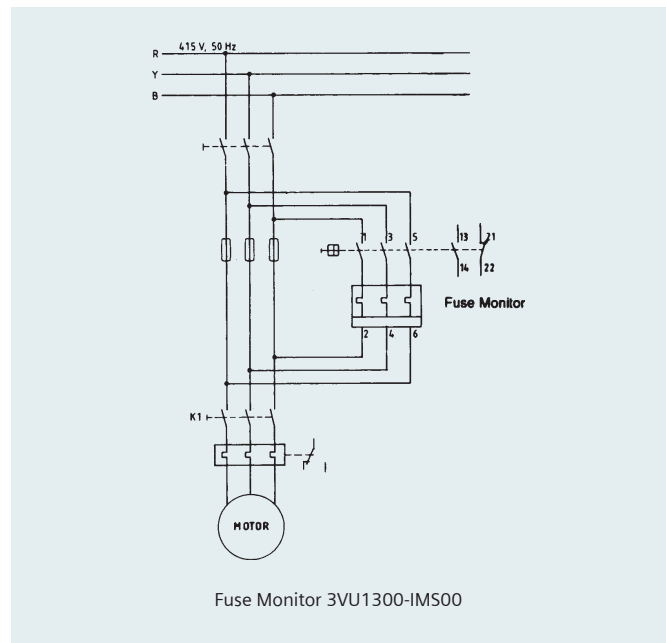 415 V, 50 Hz
R
Y
B
1 3 5 13 21
14 22
Fuse Monitor
2 4 6
K1
MOTOR
Fuse Monitor 3VU1300-IMS00